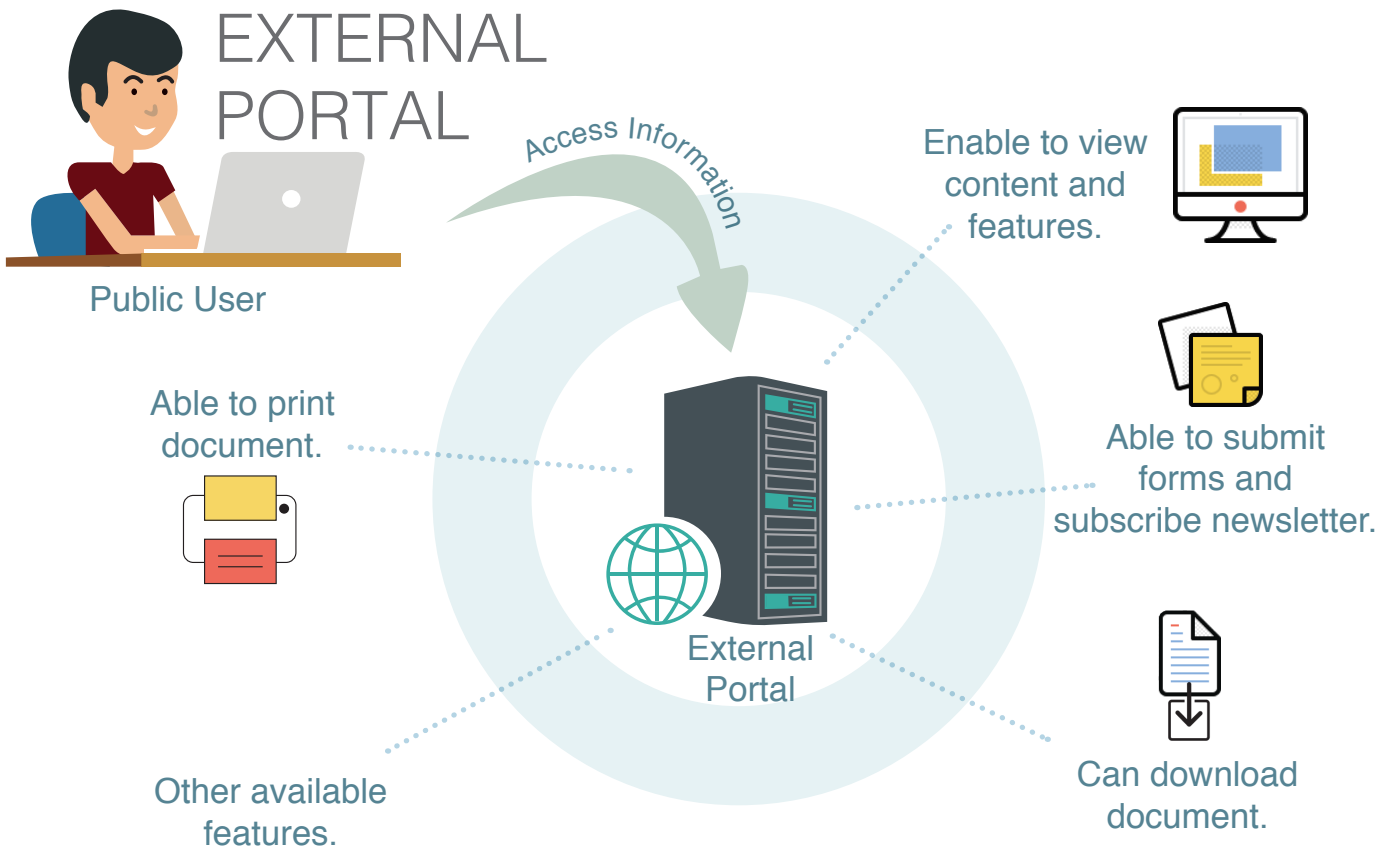 EXTERNAL
PORTAL
Access Information
Public User
Enable to view
content and
features.
Able to print
document.
Able to submit
forms and
subscribe newsletter.
External
Portal
Other available
features.
Can download
document.